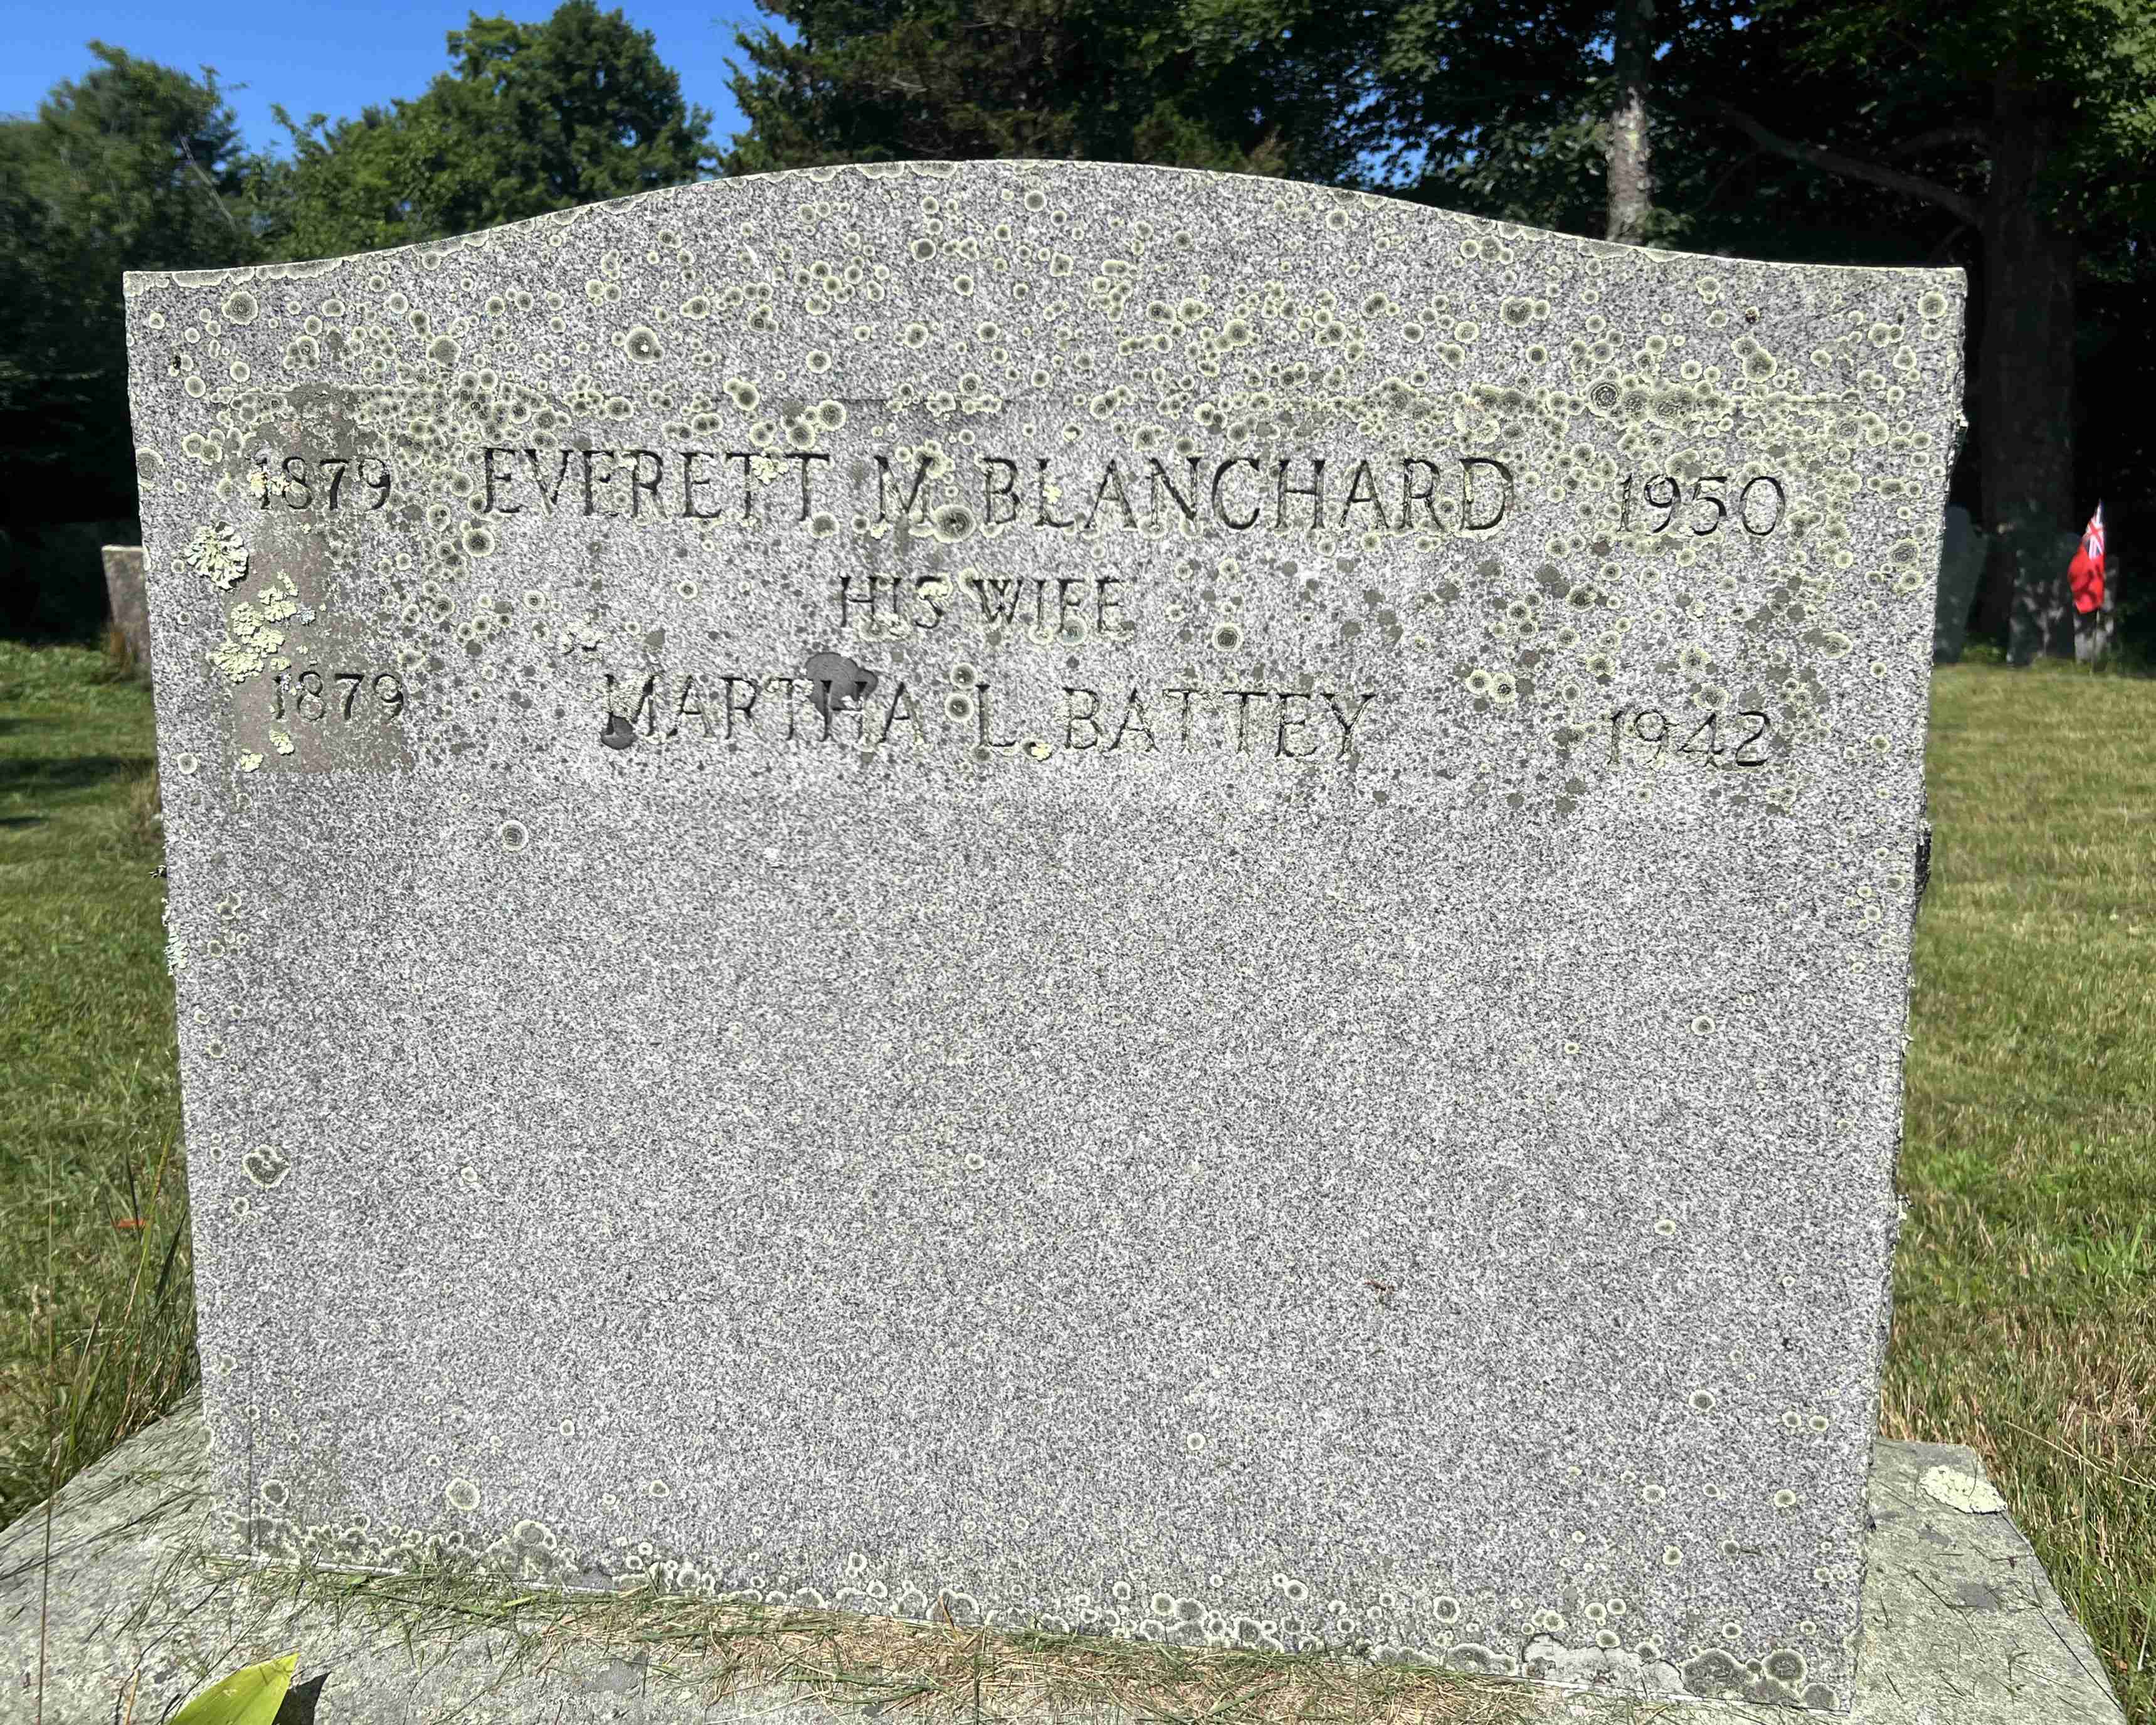 1879 EVERETT M. BLANCHARD 1950
HIS WIFE
1879 MARTHA L. BATTEY 1942